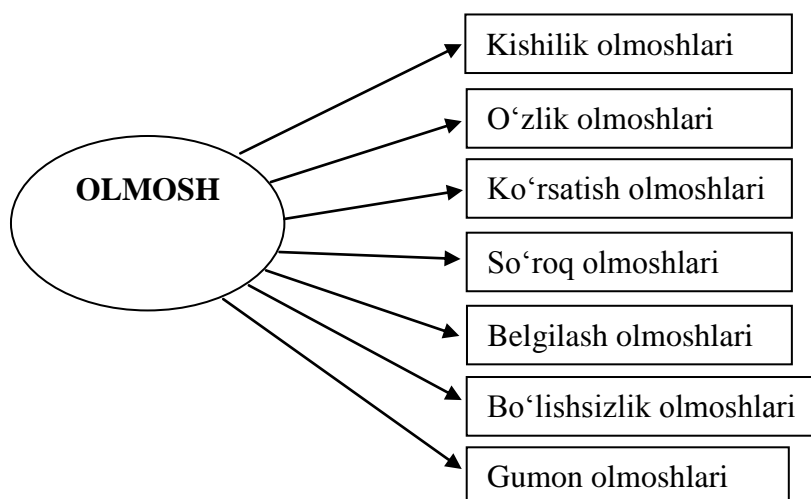 OLMOSH
Kishilik olmoshlari
O‘zlik olmoshlari
Ko‘rsatish olmoshlari
So‘roq olmoshlari
Belgilash olmoshlari
Bo‘lishsizlik olmoshlari
Gumon olmoshlari